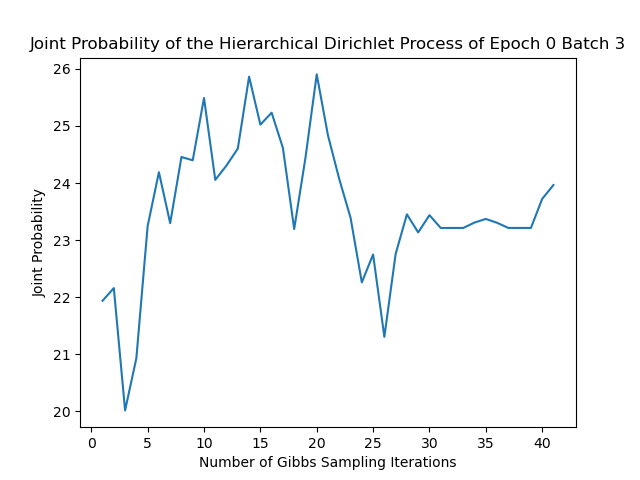 Joint Probability of the Hierarchical Dirichlet Process of Epoch 0 Batch 3
26
25
24
23
22
21
20
Joint Probability
0 5 10 15 20 25 30 35 40
Number of Gibbs Sampling Iterations